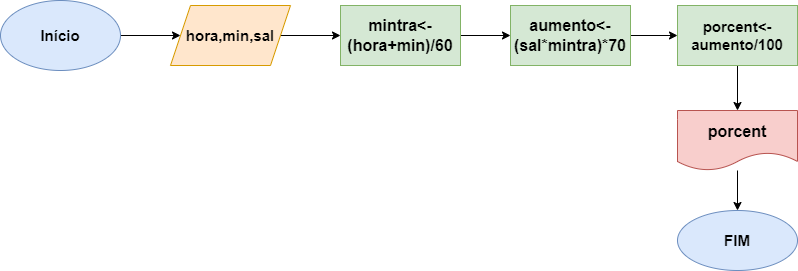 Início
hora,min,sal
mintra<-
(hora+min)/60
aumento<-
(sal*mintra)*70
porcent<-
aumento/100
porcent
FIM